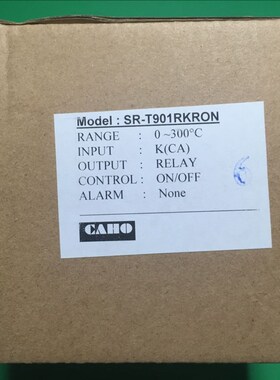 Model : SR-T901RKRON
RANGE : 0 ~300°C
INPUT : K(CA)
OUTPUT : RELAY
CONTROL : ON/OFF
ALARM : None
CAHO